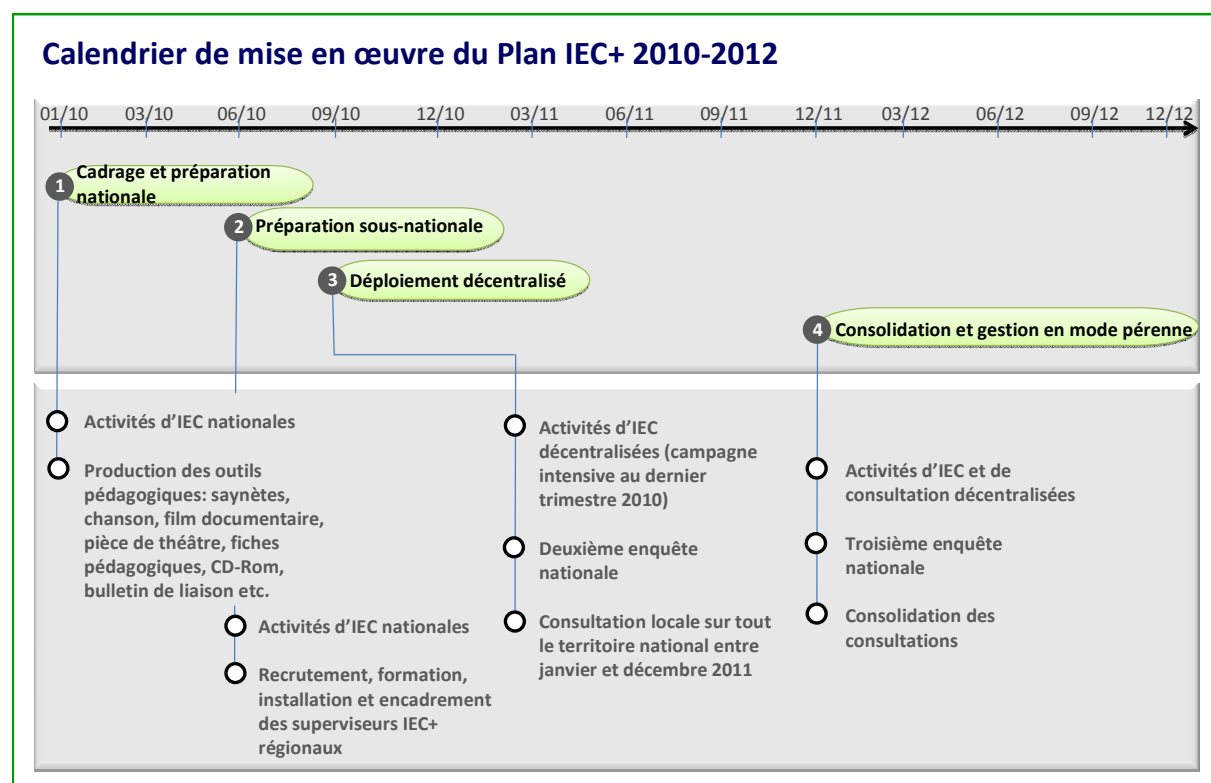 Calendrier de mise en œuvre du Plan IEC+ 2010-2012
01/10 03/10 06/10 09/10 12/10 03/11 06/11 09/11 12/11 03/12 06/12 09/12 12/12
1 Cadrage et préparation
nationale
2 Préparation sous-nationale
3 Déploiement décentralisé
4 Consolidation et gestion en mode pérenne
Activités d’IEC nationales
Production des outils
pédagogiques: saynètes,
chanson, film documentaire,
pièce de théâtre, fiches
pédagogiques, CD-Rom,
bulletin de liaison etc.
Activités d’IEC nationales
Recrutement, formation,
installation et encadrement
des superviseurs IEC+
régionaux
Activités d’IEC
décentralisées (campagne
intensive au dernier
trimestre 2010)
Deuxième enquête
nationale
Consultation locale sur tout
le territoire national entre
janvier et décembre 2011
Activités d’IEC et de
consultation décentralisées
Troisième enquête
nationale
Consolidation des
consultations